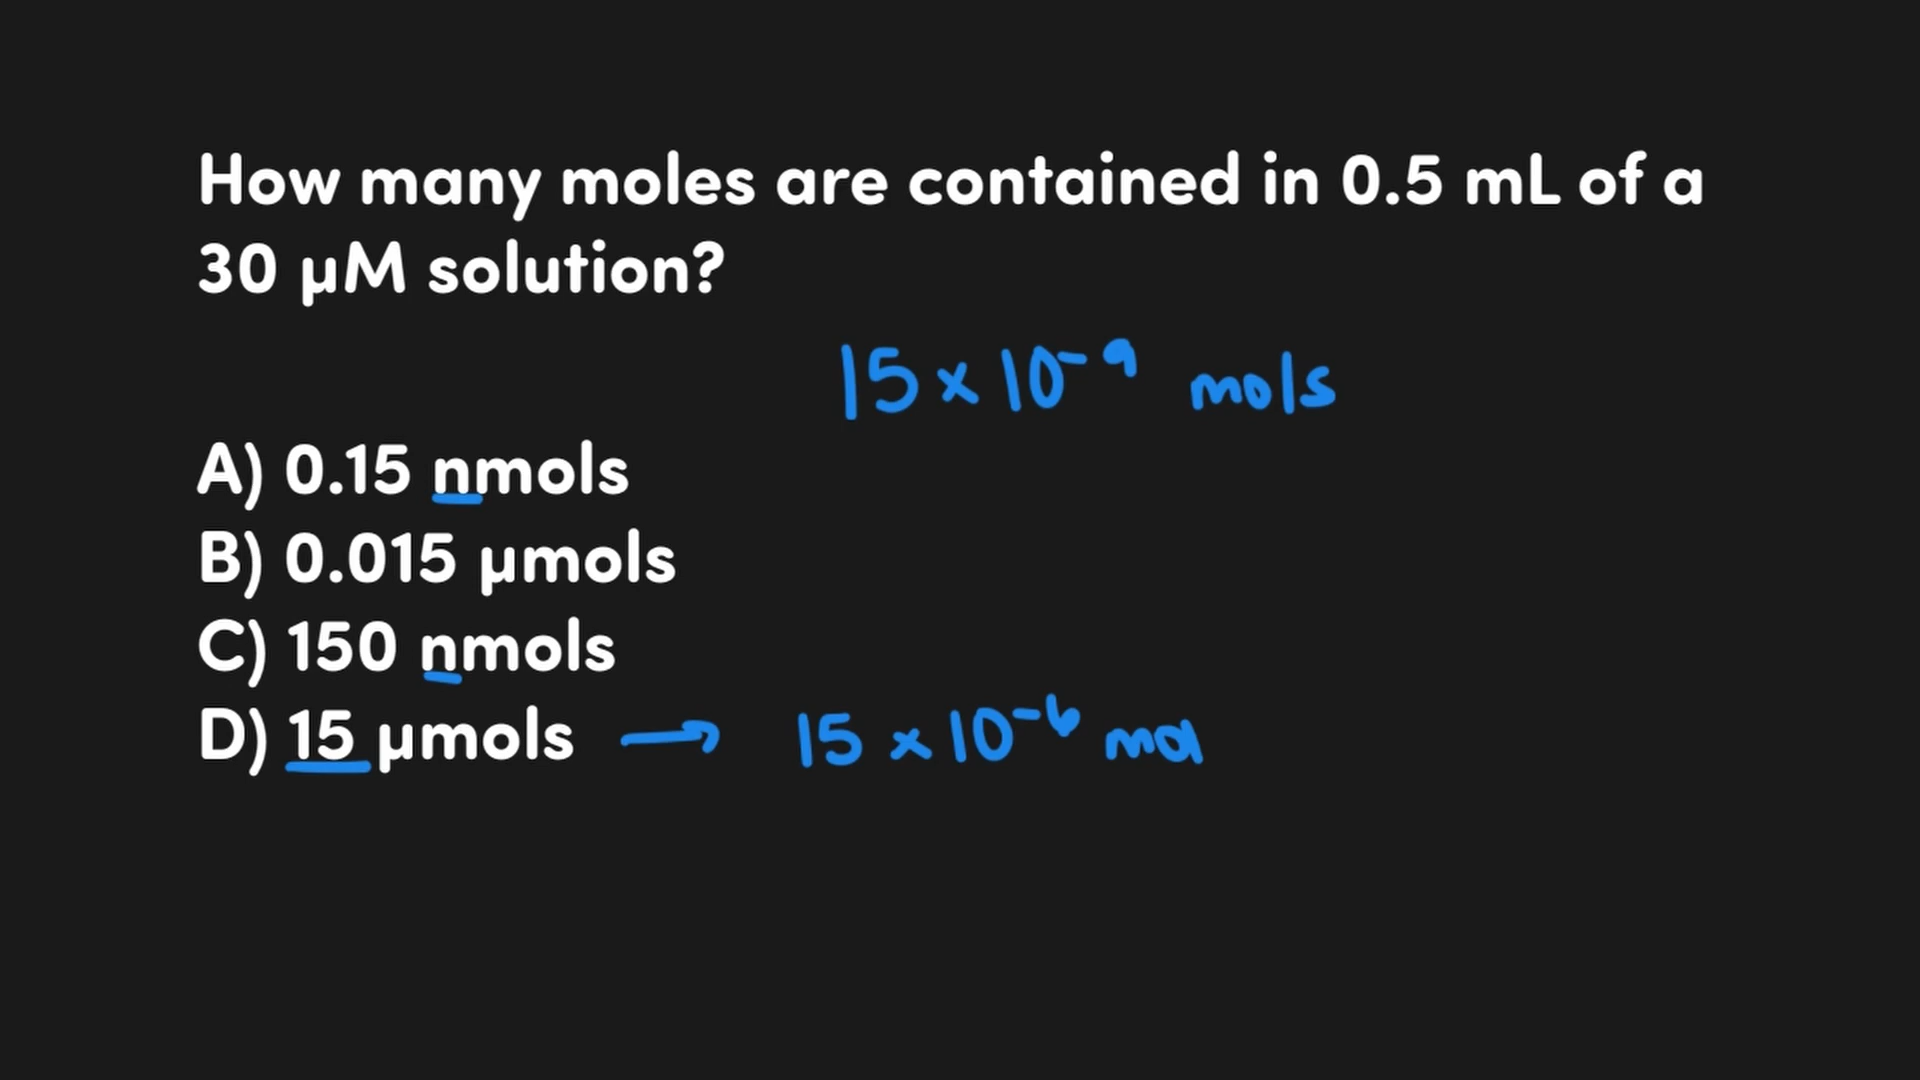 How many moles are contained in 0.5 mL of a
30 μM solution?
15 x 10⁻⁹ mols
A) 0.15 nmols
B) 0.015 μmols
C) 150 nmols
D) 15 μmols → 15 x 10⁻⁶ mol